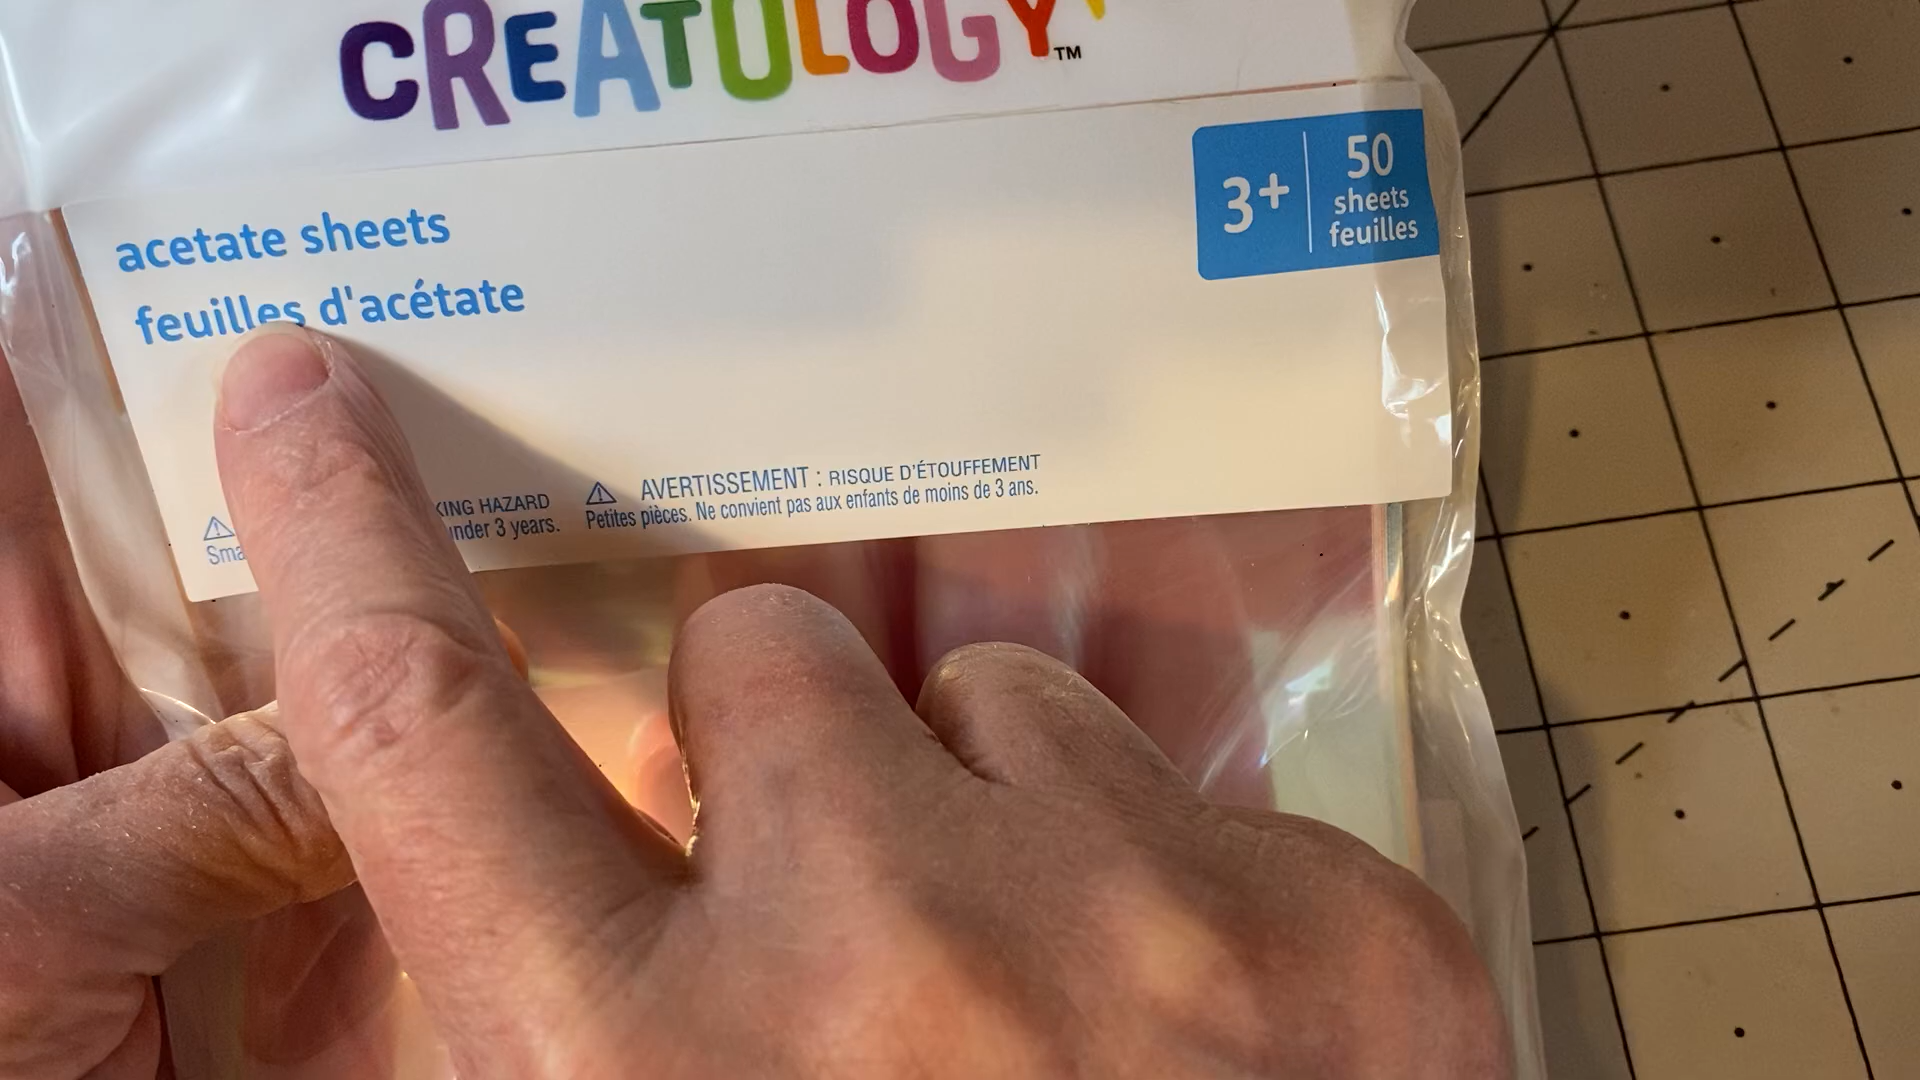 CREATOLOGY™
acetate sheets
feuilles d'acétate
3+
50
sheets
feuilles
KING HAZARD
under 3 years.
AVERTISSEMENT : RISQUE D'ÉTOUFFEMENT
Petites pièces. Ne convient pas aux enfants de moins de 3 ans.